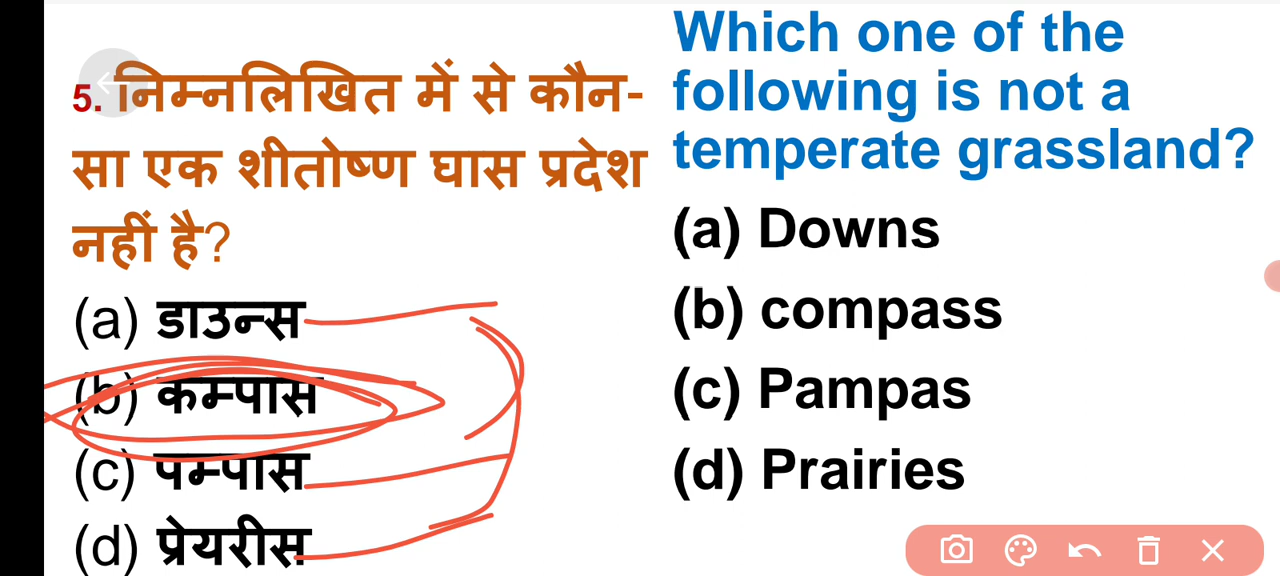 5. निम्नलिखित में से कौन-
सा एक शीतोष्ण घास प्रदेश
नहीं है?
(a) डाउन्स
(b) कम्पास
(c) पम्पास
(d) प्रेयरीस
Which one of the
following is not a
temperate grassland?
(a) Downs
(b) compass
(c) Pampas
(d) Prairies